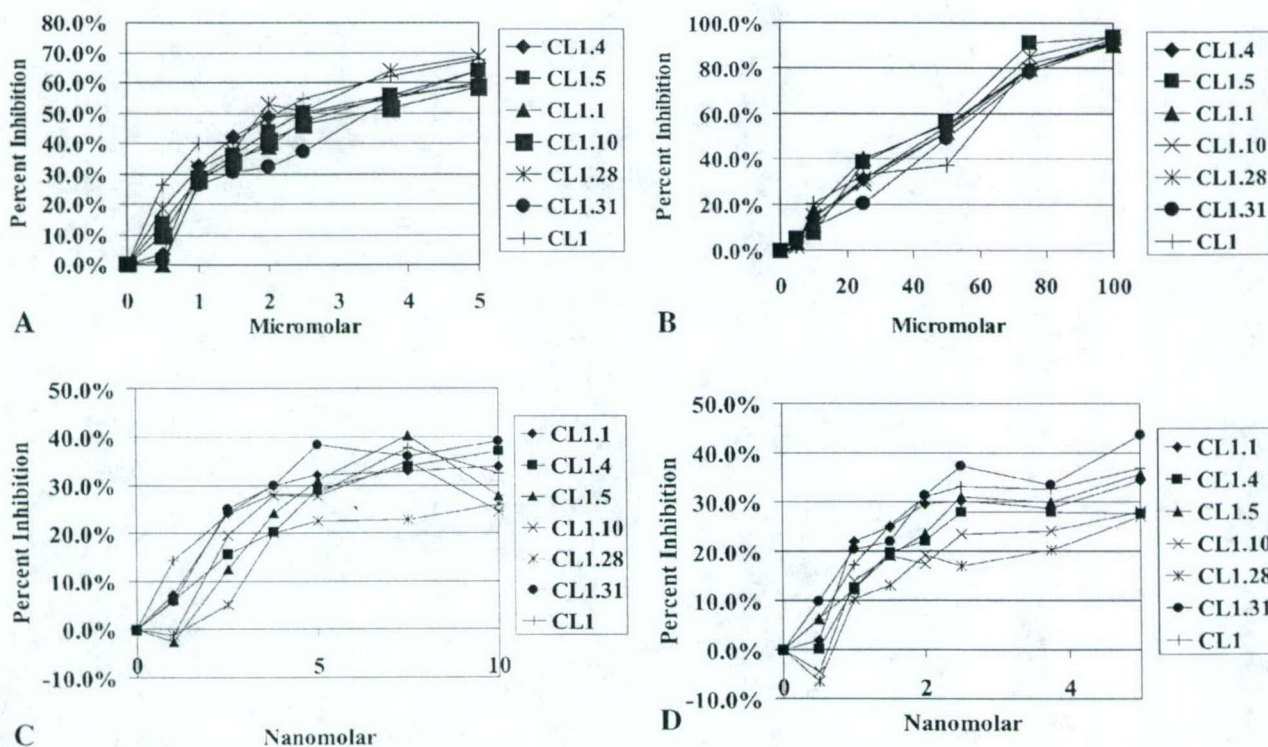 80.0%
70.0%
60.0%
50.0%
40.0%
30.0%
20.0%
10.0%
0.0%
Percent Inhibition
0 1 2 3 4 5
Micromolar
A
CL1.4
CL1.5
CL1.1
CL1.10
CL1.28
CL1.31
CL1
100.0%
80.0%
60.0%
40.0%
20.0%
0.0%
Percent Inhibition
0 20 40 60 80 100
Micromolar
B
CL1.4
CL1.5
CL1.1
CL1.10
CL1.28
CL1.31
CL1
50.0%
40.0%
30.0%
20.0%
10.0%
0.0%
-10.0%
Percent Inhibition
0 5 10
Nanomolar
C
CL1.1
CL1.4
CL1.5
CL1.10
CL1.28
CL1.31
CL1
50.0%
40.0%
30.0%
20.0%
10.0%
0.0%
-10.0%
Percent Inhibition
0 2 4
Nanomolar
D
CL1.1
CL1.4
CL1.5
CL1.10
CL1.28
CL1.31
CL1